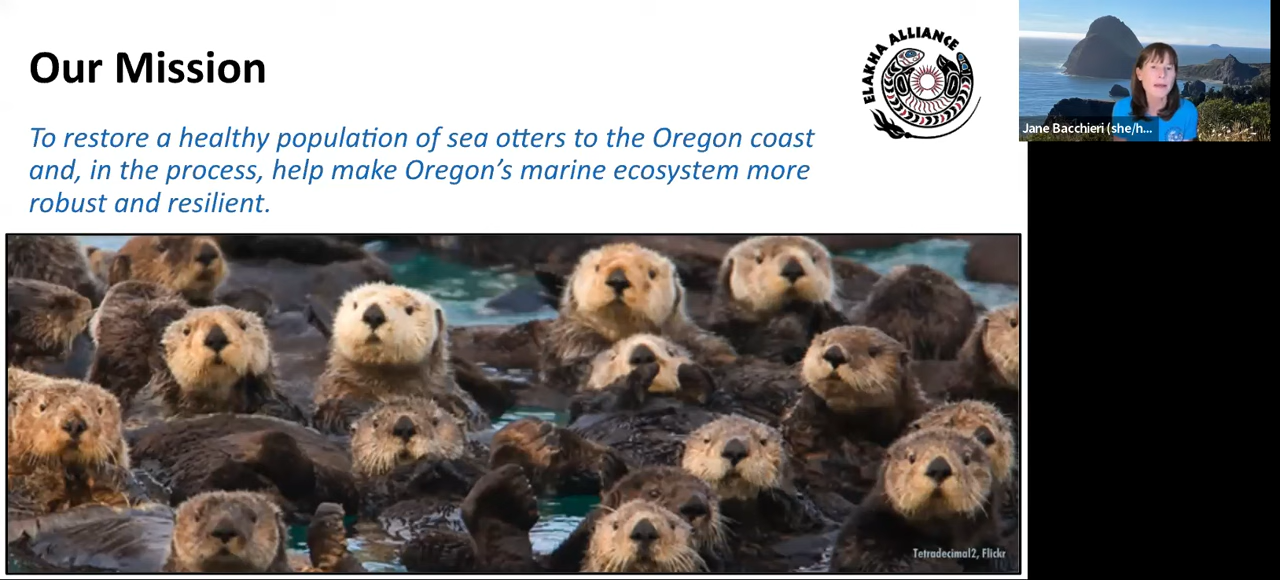 Our Mission
ELAKHA ALLIANCE
To restore a healthy population of sea otters to the Oregon coast
and, in the process, help make Oregon's marine ecosystem more
robust and resilient.
Jane Bacchieri (she/h...
Tetradecimal2, Flickr